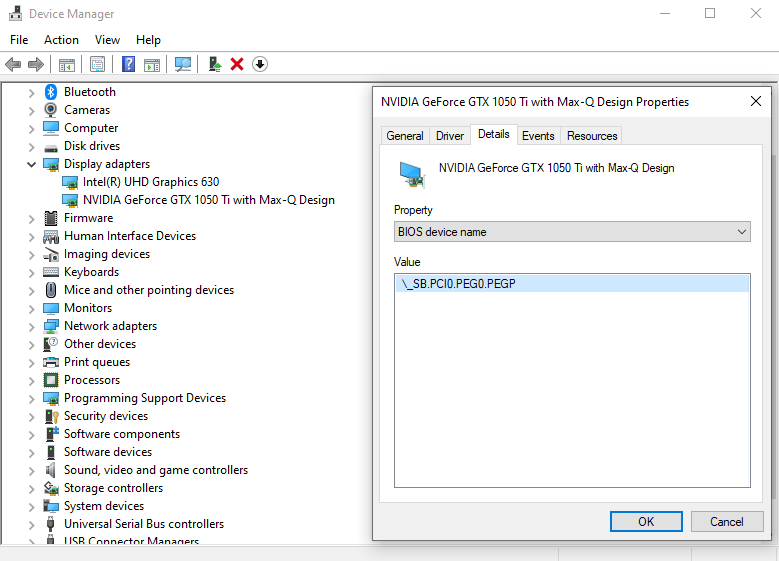 Device Manager
File Action View Help
Bluetooth
Cameras
Computer
Disk drives
Display adapters
Intel(R) UHD Graphics 630
NVIDIA GeForce GTX 1050 Ti with Max-Q Design
Firmware
Human Interface Devices
Imaging devices
Keyboards
Mice and other pointing devices
Monitors
Network adapters
Other devices
Print queues
Processors
Programming Support Devices
Security devices
Software components
Software devices
Sound, video and game controllers
Storage controllers
System devices
Universal Serial Bus controllers
USB Connector Managers
NVIDIA GeForce GTX 1050 Ti with Max-Q Design Properties
General Driver Details Events Resources
NVIDIA GeForce GTX 1050 Ti with Max-Q Design
Property
BIOS device name
Value
\_SB.PCI0.PEG0.PEGP
OK Cancel